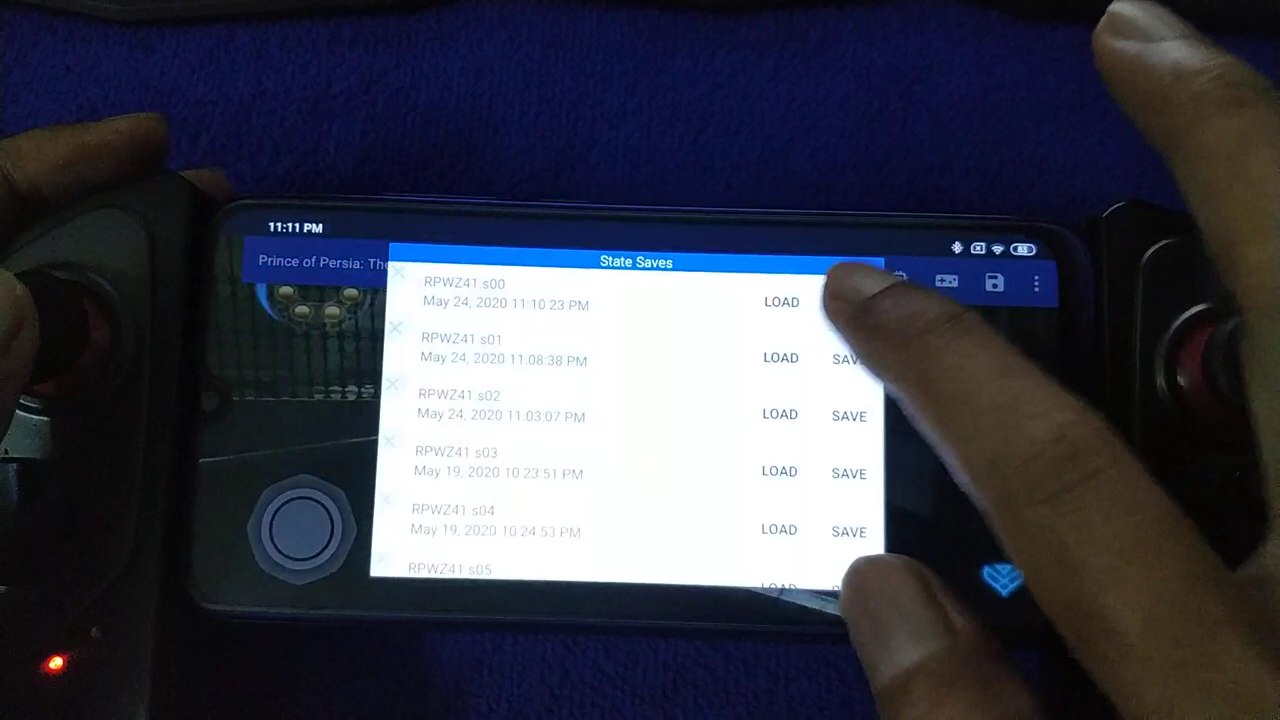 11:11 PM
83
Prince of Persia: The
State Saves
RPWZ41.s00
May 24, 2020 11:10 23 PM
LOAD
RPWZ41 s01
May 24, 2020 11:08:38 PM
LOAD
SAVE
RPWZ41 s02
May 24, 2020 11:03:07 PM
LOAD
SAVE
RPWZ41 s03
May 19, 2020 10 23:51 PM
LOAD
SAVE
RPWZ41 s04
May 19, 2020 10 24:53 PM
LOAD
SAVE
RPWZ41 s05
LOAD